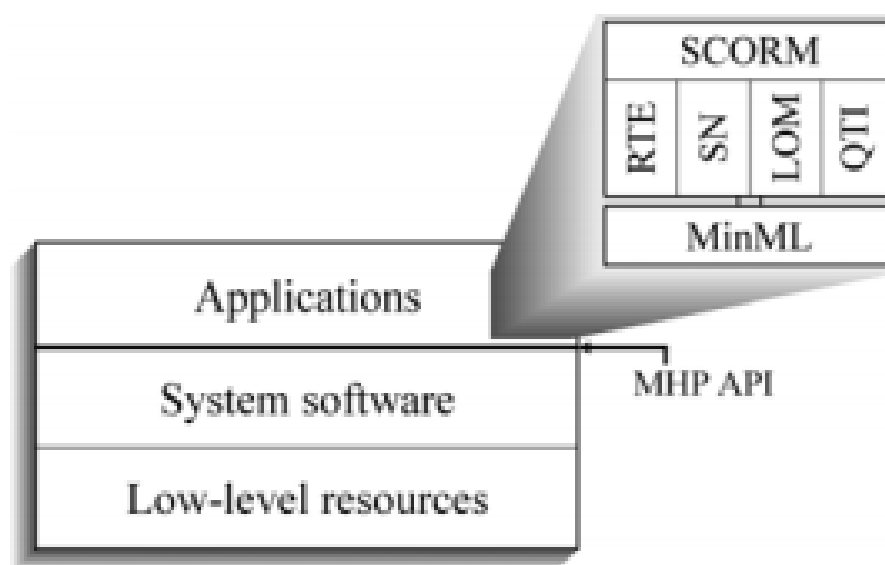 SCORM
RTE
SN
LOM
QTI
MinML
Applications
MHP API
System software
Low-level resources